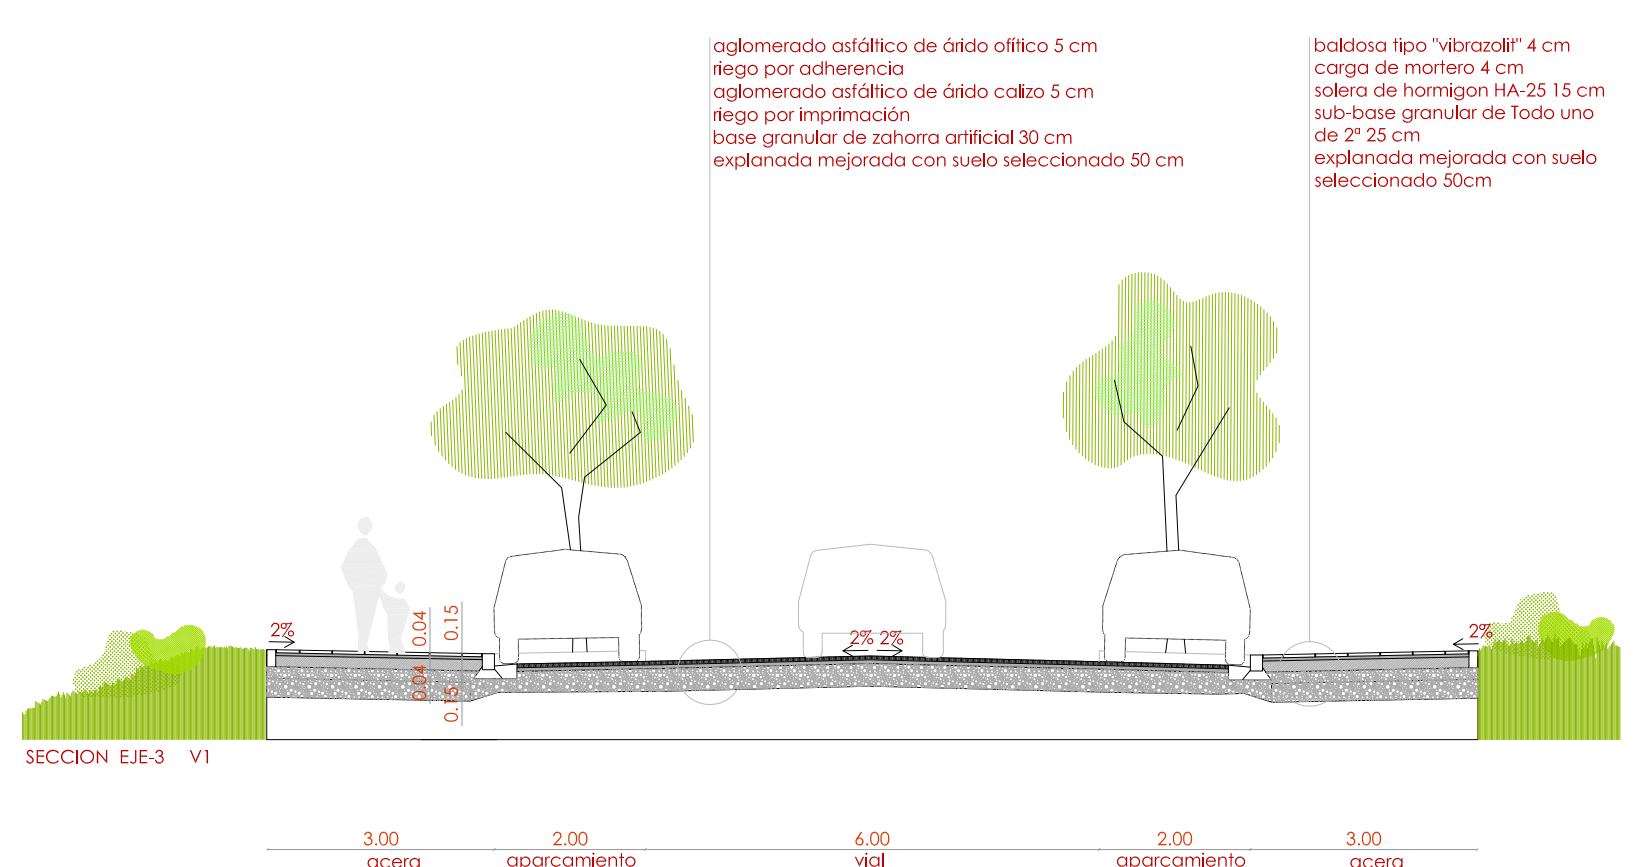 aglomerado asfáltico de árido ofítico 5 cm
riego por adherencia
aglomerado asfáltico de árido calizo 5 cm
riego por imprimación
base granular de zahorra artificial 30 cm
explanada mejorada con suelo seleccionado 50 cm
baldosa tipo "vibrazolit" 4 cm
carga de mortero 4 cm
solera de hormigon HA-25 15 cm
sub-base granular de Todo uno
de 2ª 25 cm
explanada mejorada con suelo
seleccionado 50cm
2%
0.04
0.15
0.04
0.15
2% 2%
2%
SECCION EJE-3 V1
3.00
2.00
6.00
2.00
3.00
acera
aparcamiento
vial
aparcamiento
acera